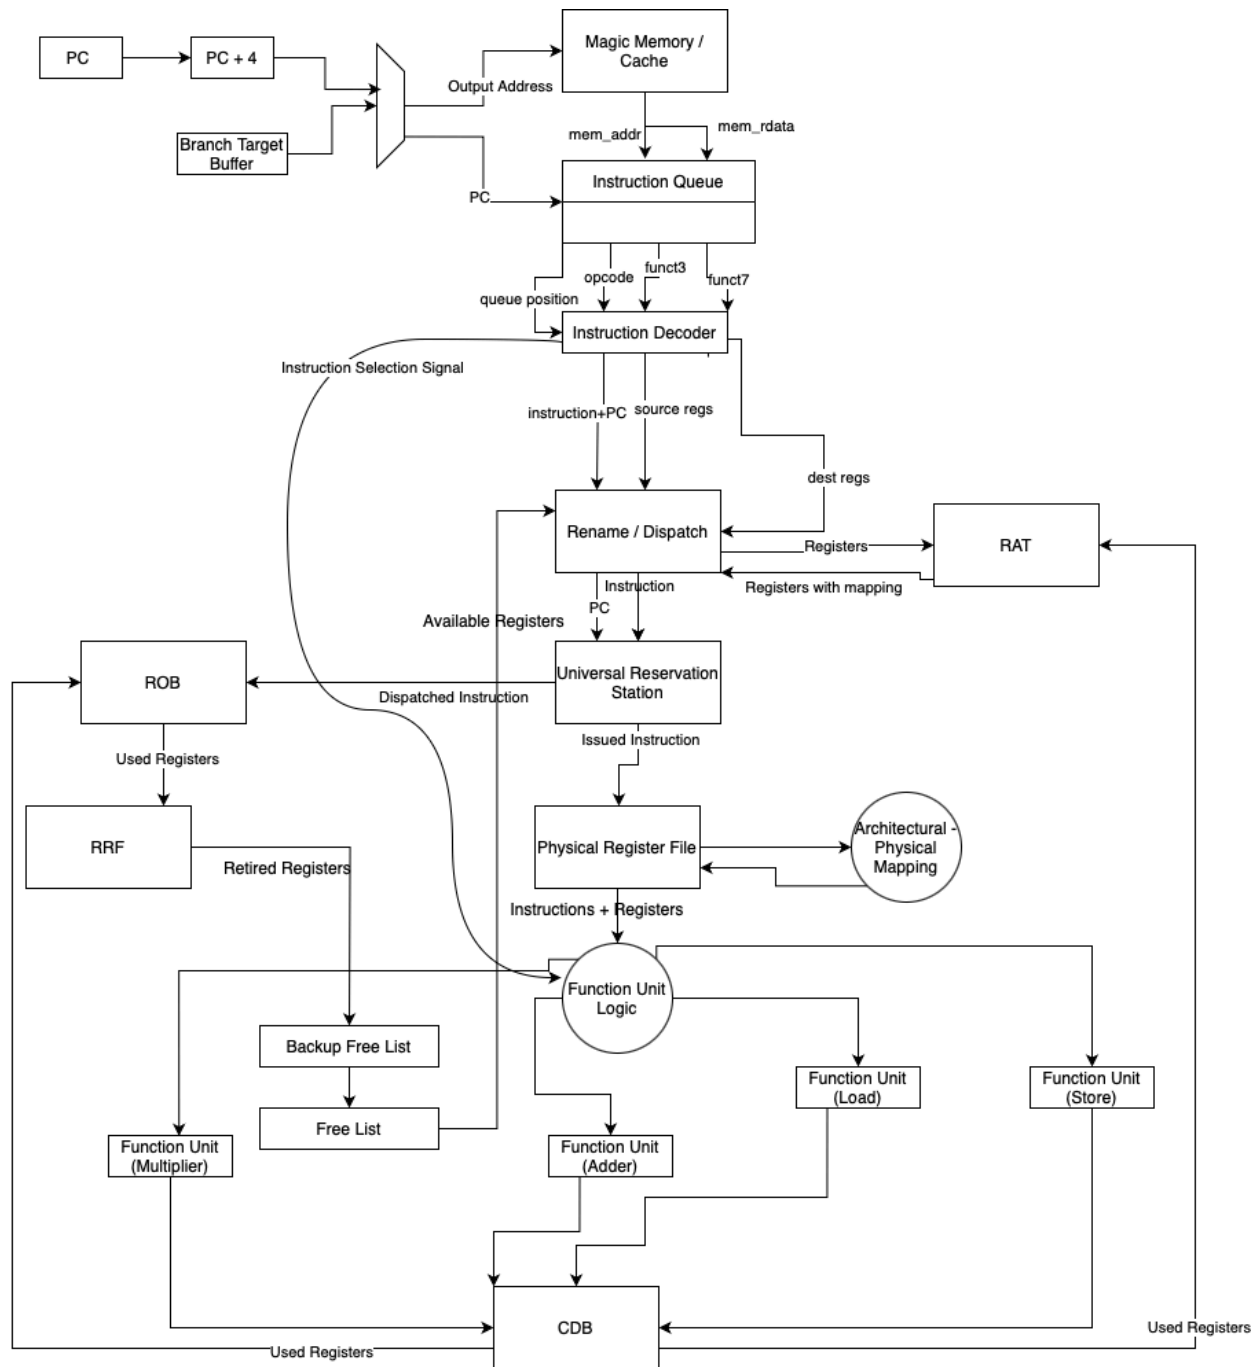 Magic Memory /
Cache
PC
PC + 4
Output Address
mem_addr
mem_rdata
Branch Target
Buffer
Instruction Queue
PC
opcode
funct3
funct7
queue position
Instruction Decoder
Instruction Selection Signal
instruction+PC
source regs
dest regs
Rename / Dispatch
Registers
RAT
Registers with mapping
Instruction
PC
Available Registers
ROB
Universal Reservation
Station
Dispatched Instruction
Issued Instruction
Used Registers
RRF
Retired Registers
Physical Register File
Architectural -
Physical
Mapping
Instructions + Registers
Function Unit
Logic
Backup Free List
Free List
Function Unit
(Load)
Function Unit
(Store)
Function Unit
(Multiplier)
Function Unit
(Adder)
CDB
Used Registers
Used Registers